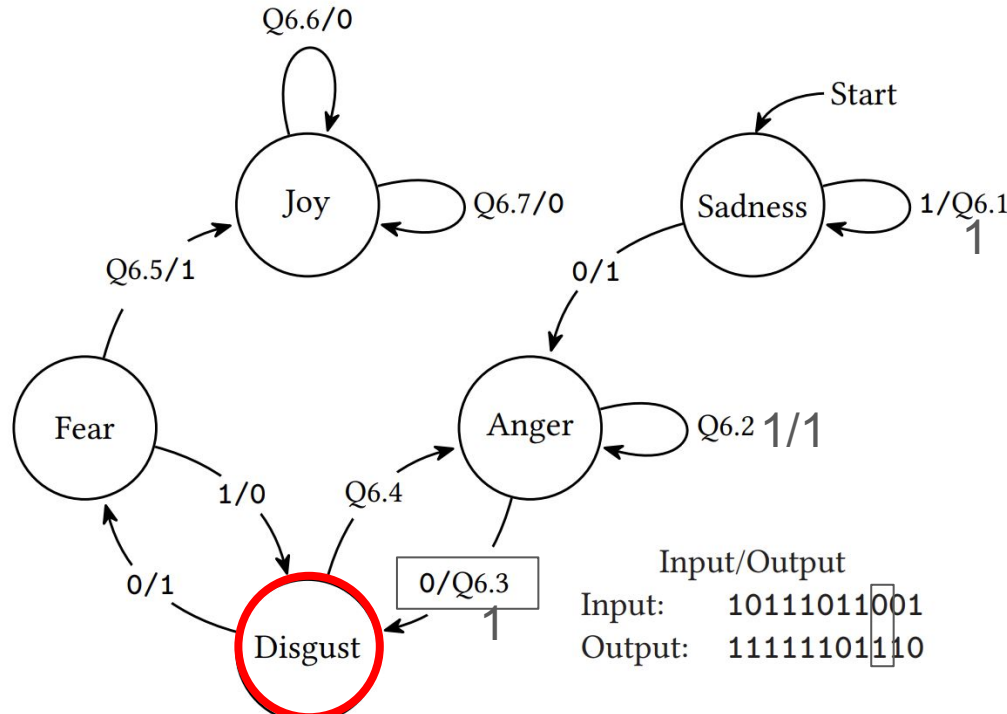 Q6.6/0
Start
Joy
Q6.7/0
Sadness
1/Q6.1
1
Q6.5/1
0/1
Fear
Anger
Q6.2 1/1
1/0
Q6.4
0/1
0/Q6.3
1
Disgust
Input/Output
Input: 10111011001
Output: 11111101110